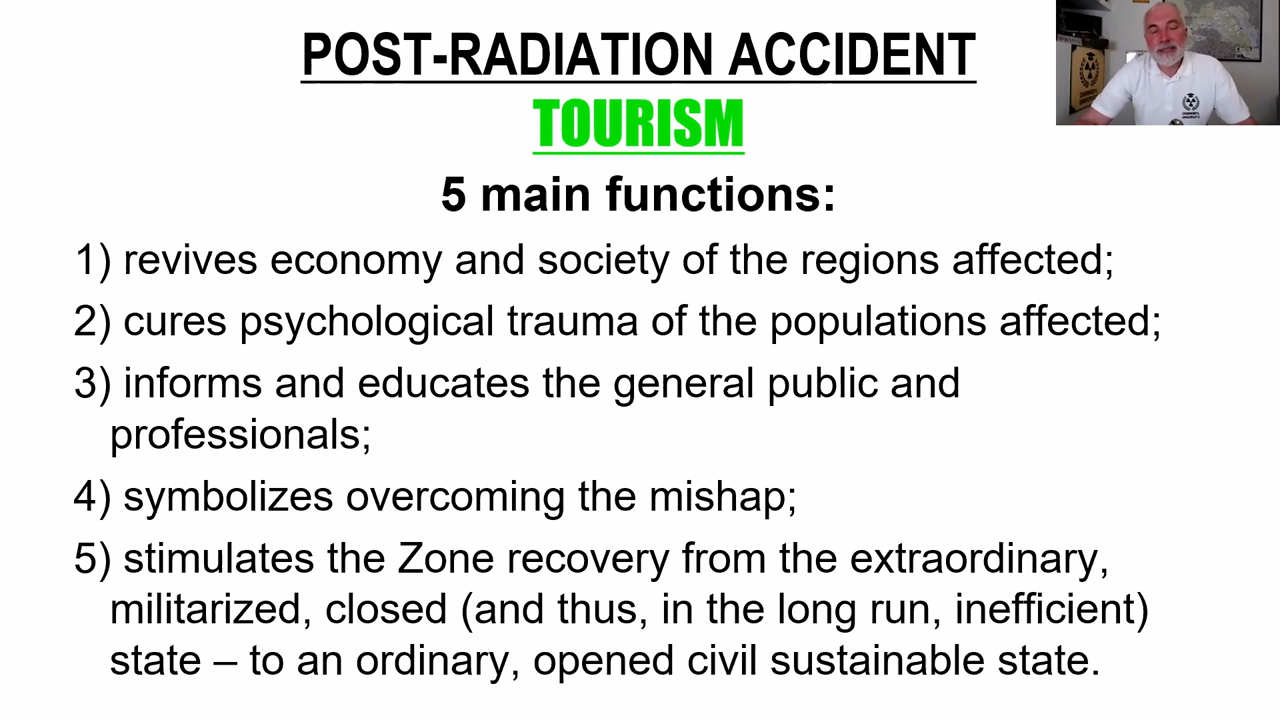 POST-RADIATION ACCIDENT
TOURISM
5 main functions:
1) revives economy and society of the regions affected;
2) cures psychological trauma of the populations affected;
3) informs and educates the general public and
professionals;
4) symbolizes overcoming the mishap;
5) stimulates the Zone recovery from the extraordinary,
militarized, closed (and thus, in the long run, inefficient)
state – to an ordinary, opened civil sustainable state.